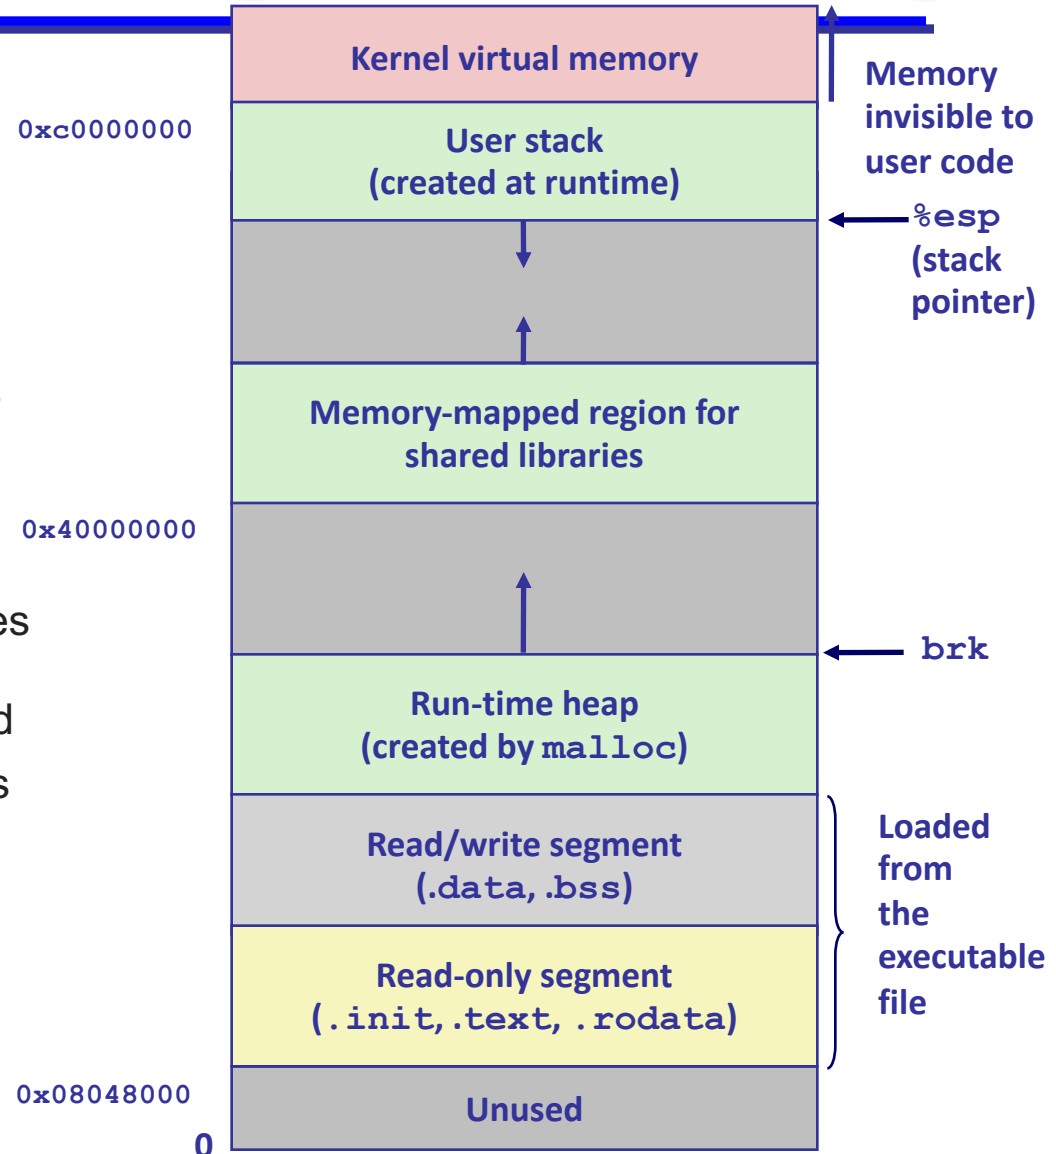 Kernel virtual memory
Memory
invisible to
user code
0xc0000000
User stack
(created at runtime)
%esp
(stack
pointer)
Memory-mapped region for
shared libraries
0x40000000
es
brk
d
s
Run-time heap
(created by malloc)
Read/write segment
(.data, .bss)
Loaded
from
the
executable
file
Read-only segment
(.init, .text, .rodata)
0x08048000
Unused
0